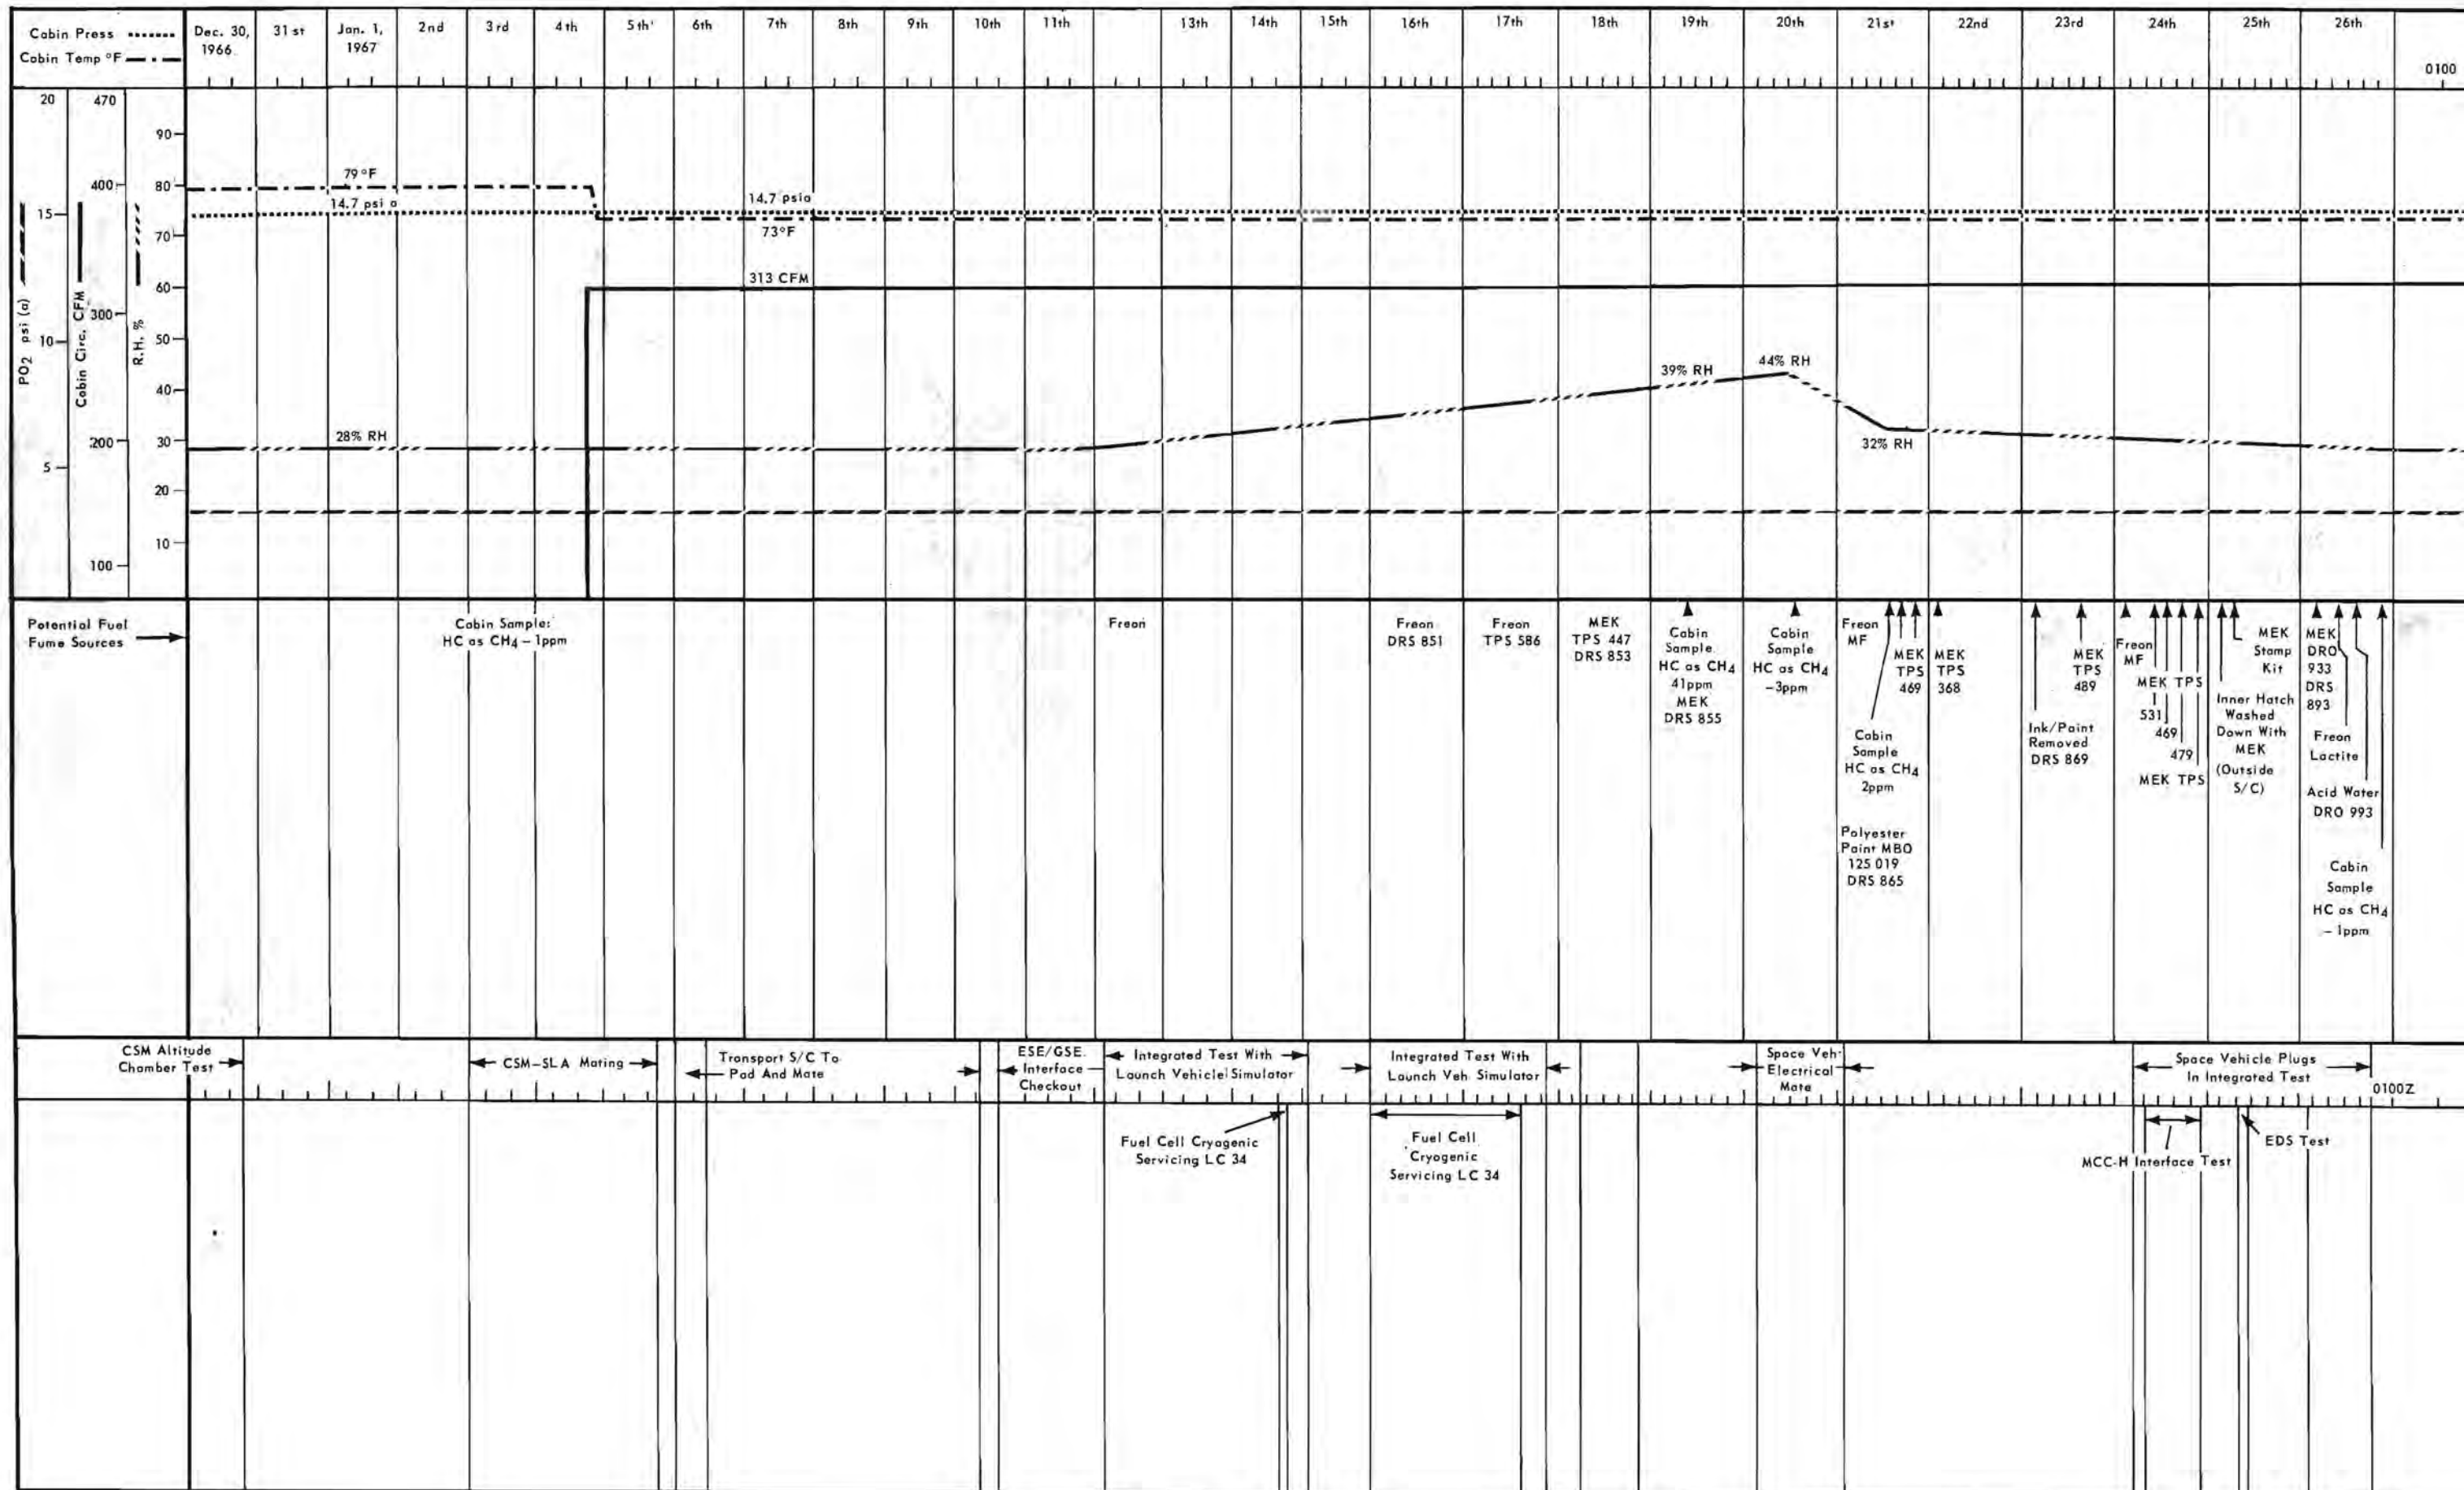 Cabin Press
Cabin Temp °F
Dec. 30,
1966
31 st
Jan. 1,
1967
2nd
3rd
4th
5th
6th
7th
8th
9th
10th
11th
13th
14th
15th
16th
17th
18th
19th
20th
21st
22nd
23rd
24th
25th
26th
0100
PO2 psi (a)
20
15
10
5
Cabin Circ. CFM
470
400
300
200
100
R.H. %
90
80
70
60
50
40
30
20
10
79°F
14.7 psi a
14.7 psia
73°F
313 CFM
28% RH
39% RH
44% RH
32% RH
Potential Fuel
Fume Sources
Cabin Sample:
HC as CH4 – 1ppm
Freon
Freon
DRS 851
Freon
TPS 586
MEK
TPS 447
DRS 853
Cabin
Sample
HC as CH4
41ppm
MEK
DRS 855
Cabin
Sample
HC as CH4
–3ppm
Freon
MF
MEK
TPS
469
Cabin
Sample
HC as CH4
2ppm
Polyester
Paint MBO
125 019
DRS 865
MEK
TPS
368
Ink/Paint
Removed
DRS 869
MEK
TPS
489
Freon
MF
MEK TPS
531
469
479
MEK TPS
MEK
Stamp
Kit
Inner Hatch
Washed
Down With
MEK
(Outside
S/C)
MEK
DRO
933
DRS
893
Freon
Lactite
Acid Water
DRO 993
Cabin
Sample
HC as CH4
– 1ppm
CSM Altitude
Chamber Test
CSM–SLA Mating
Transport S/C To
Pad And Mate
ESE/GSE
Interface
Checkout
Integrated Test With
Launch Vehicle Simulator
Integrated Test With
Launch Veh Simulator
Space Veh
Electrical
Mate
Space Vehicle Plugs
In Integrated Test
0100Z
Fuel Cell Cryogenic
Servicing LC 34
Fuel Cell
Cryogenic
Servicing LC 34
MCC-H Interface Test
EDS Test